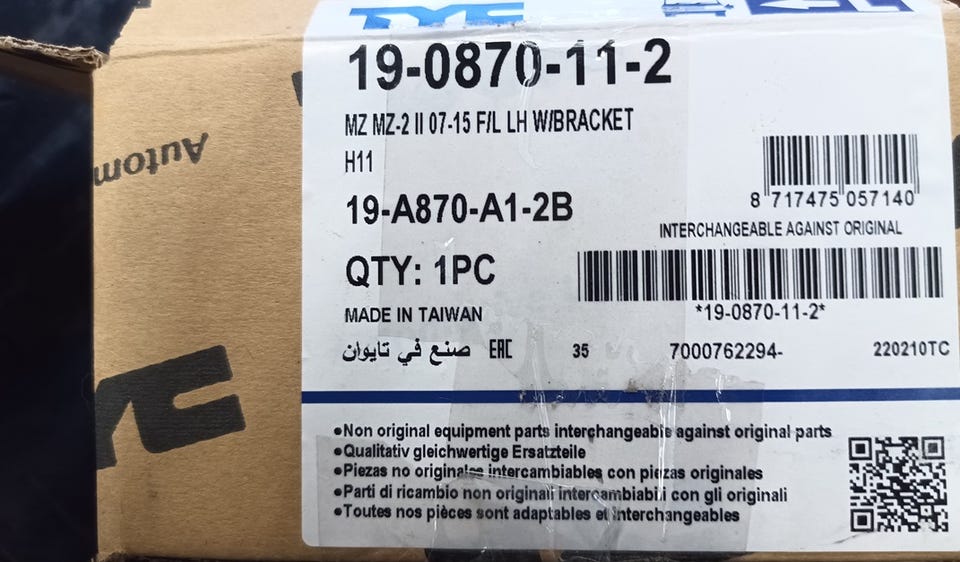 TYC
19-0870-11-2
MZ MZ-2 II 07-15 F/L LH W/BRACKET
H11
19-A870-A1-2B
8 717475 057140
INTERCHANGEABLE AGAINST ORIGINAL
QTY: 1PC
*19-0870-11-2*
MADE IN TAIWAN
صنع في تايوان EAC 35 7000762294- 220210TC
●Non original equipment parts interchangeable against original parts
●Qualitativ gleichwertige Ersatzteile
●Piezas no originales intercambiables con piezas originales
●Parti di ricambio non originali intercambiabili con gli originali
●Toutes nos pièces sont adaptables et interchangeables
Autom
YC